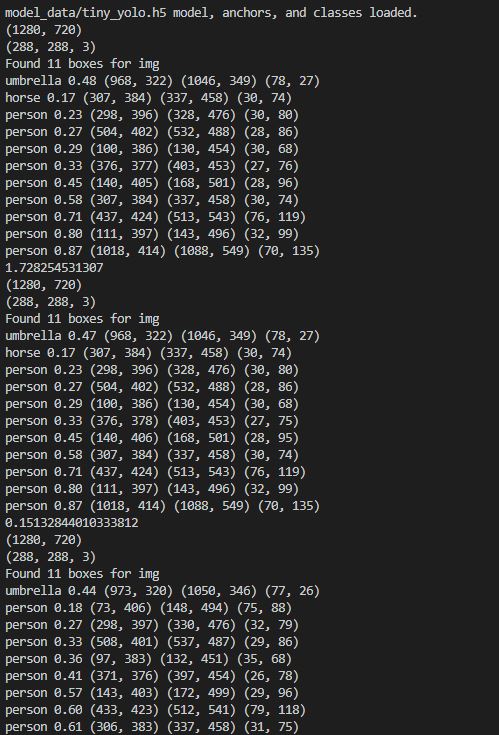 model_data/tiny_yolo.h5 model, anchors, and classes loaded.
(1280, 720)
(288, 288, 3)
Found 11 boxes for img
umbrella 0.48 (968, 322) (1046, 349) (78, 27)
horse 0.17 (307, 384) (337, 458) (30, 74)
person 0.23 (298, 396) (328, 476) (30, 80)
person 0.27 (504, 402) (532, 488) (28, 86)
person 0.29 (100, 386) (130, 454) (30, 68)
person 0.33 (376, 377) (403, 453) (27, 76)
person 0.45 (140, 405) (168, 501) (28, 96)
person 0.58 (307, 384) (337, 458) (30, 74)
person 0.71 (437, 424) (513, 543) (76, 119)
person 0.80 (111, 397) (143, 496) (32, 99)
person 0.87 (1018, 414) (1088, 549) (70, 135)
1.728254531307
(1280, 720)
(288, 288, 3)
Found 11 boxes for img
umbrella 0.47 (968, 322) (1046, 349) (78, 27)
horse 0.17 (307, 384) (337, 458) (30, 74)
person 0.23 (298, 396) (328, 476) (30, 80)
person 0.27 (504, 402) (532, 488) (28, 86)
person 0.29 (100, 386) (130, 454) (30, 68)
person 0.33 (376, 378) (403, 453) (27, 75)
person 0.45 (140, 406) (168, 501) (28, 95)
person 0.58 (307, 384) (337, 458) (30, 74)
person 0.71 (437, 424) (513, 543) (76, 119)
person 0.80 (111, 397) (143, 496) (32, 99)
person 0.87 (1018, 414) (1088, 549) (70, 135)
0.15132844010333812
(1280, 720)
(288, 288, 3)
Found 11 boxes for img
umbrella 0.44 (973, 320) (1050, 346) (77, 26)
person 0.18 (73, 406) (148, 494) (75, 88)
person 0.27 (298, 397) (330, 476) (32, 79)
person 0.33 (508, 401) (537, 487) (29, 86)
person 0.36 (97, 383) (132, 451) (35, 68)
person 0.41 (371, 376) (397, 454) (26, 78)
person 0.57 (143, 403) (172, 499) (29, 96)
person 0.60 (433, 423) (512, 541) (79, 118)
person 0.61 (306, 383) (337, 458) (31, 75)